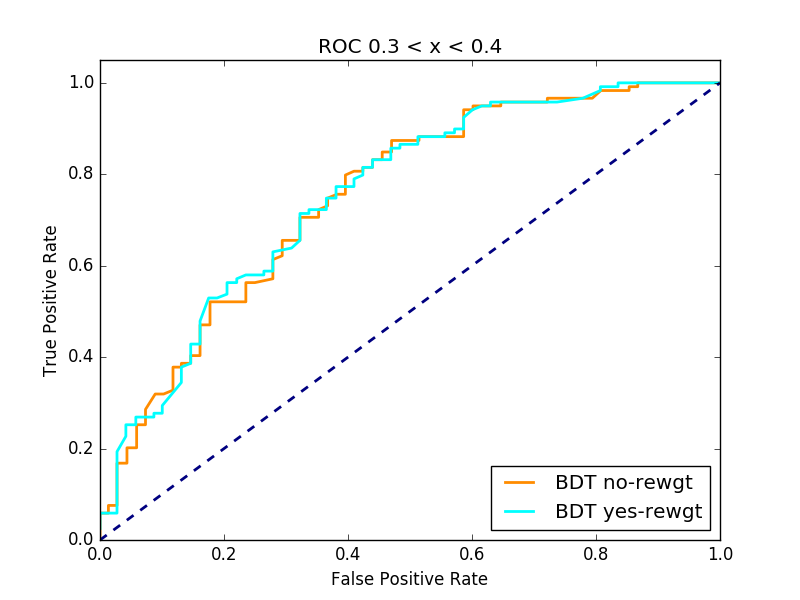 ROC 0.3 < x < 0.4
True Positive Rate
1.0
0.8
0.6
0.4
0.2
0.0
0.0 0.2 0.4 0.6 0.8 1.0
False Positive Rate
BDT no-rewgt
BDT yes-rewgt